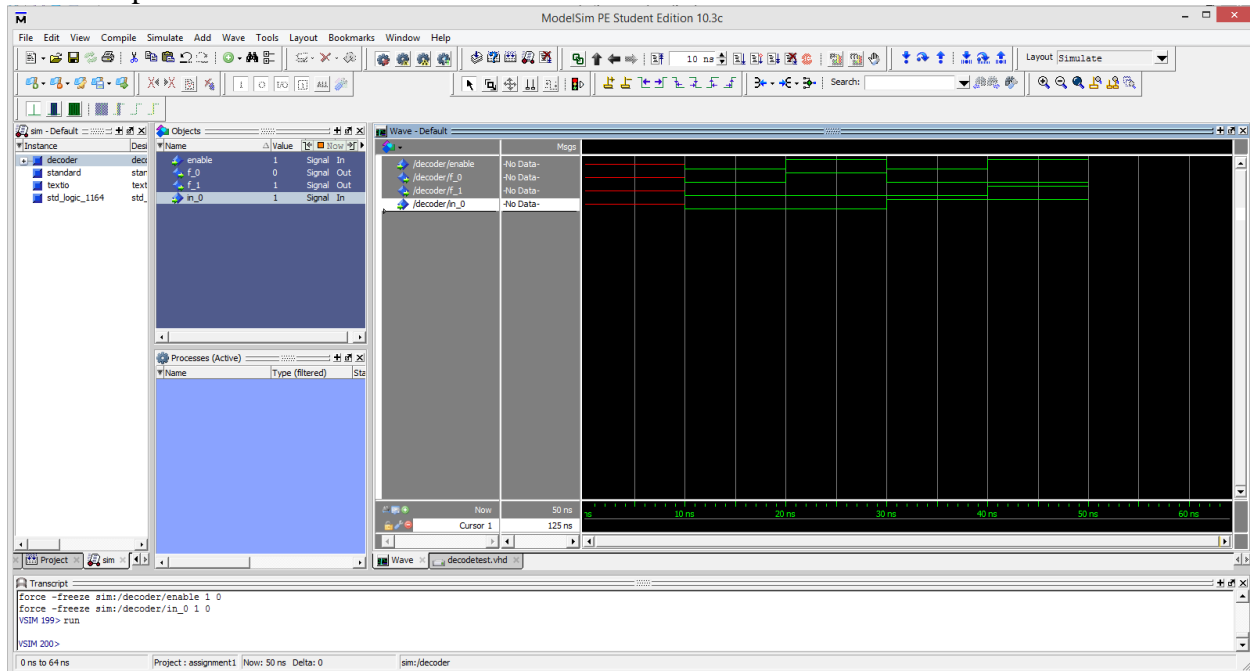 ModelSim PE Student Edition 10.3c
File Edit View Compile Simulate Add Wave Tools Layout Bookmarks Window Help
10 ns
Layout Simulate
Search:
sim - Default
Instance Desi
decoder deco
standard stan
textio text
std_logic_1164 std_
Objects
Name Value Now
enable 1 Signal In
f_0 0 Signal Out
f_1 1 Signal Out
in_0 1 Signal In
Processes (Active)
Name Type (filtered) Sta
Wave - Default
Msgs
/decoder/enable -No Data-
/decoder/f_0 -No Data-
/decoder/f_1 -No Data-
/decoder/in_0 -No Data-
Now 50 ns
Cursor 1 125 ns
ns 10 ns 20 ns 30 ns 40 ns 50 ns 60 ns
Project sim
Wave decodetest.vhd
Transcript
force -freeze sim:/decoder/enable 1 0
force -freeze sim:/decoder/in_0 1 0
VSIM 199> run
VSIM 200>
0 ns to 64 ns Project : assignment1 Now: 50 ns Delta: 0 sim:/decoder